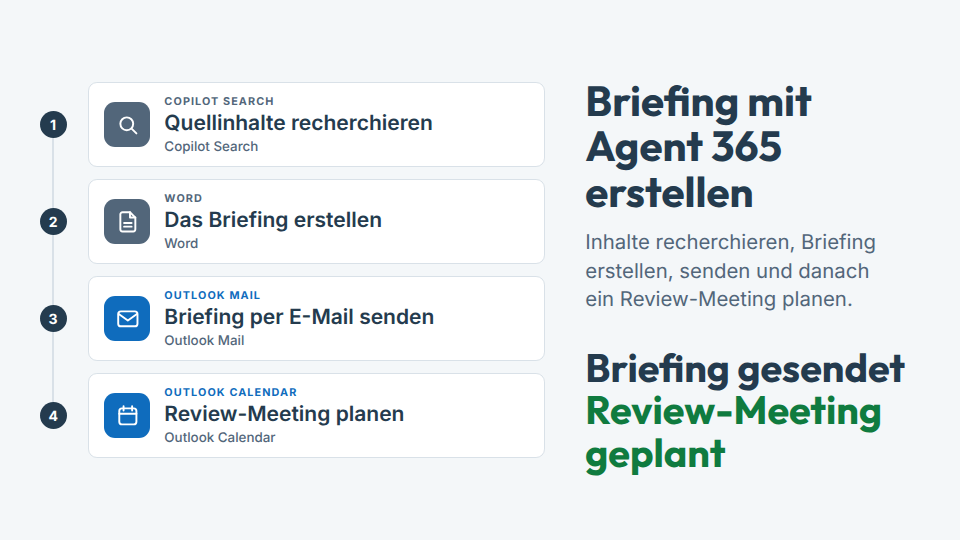 1
COPILOT SEARCH
Quellinhalte recherchieren
Copilot Search
2
WORD
Das Briefing erstellen
Word
3
OUTLOOK MAIL
Briefing per E-Mail senden
Outlook Mail
4
OUTLOOK CALENDAR
Review-Meeting planen
Outlook Calendar
Briefing mit
Agent 365
erstellen
Inhalte recherchieren, Briefing
erstellen, senden und danach
ein Review-Meeting planen.
Briefing gesendet
Review-Meeting
geplant